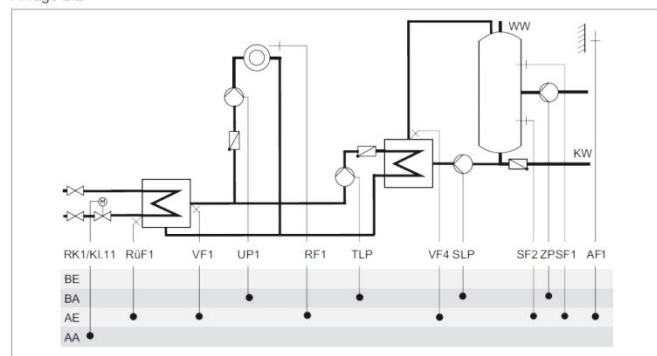 WW
M
KW
RK1/Kl.11 RüF1 VF1 UP1 RF1 TLP VF4 SLP SF2 ZP SF1 AF1
BE
BA
AE
AA